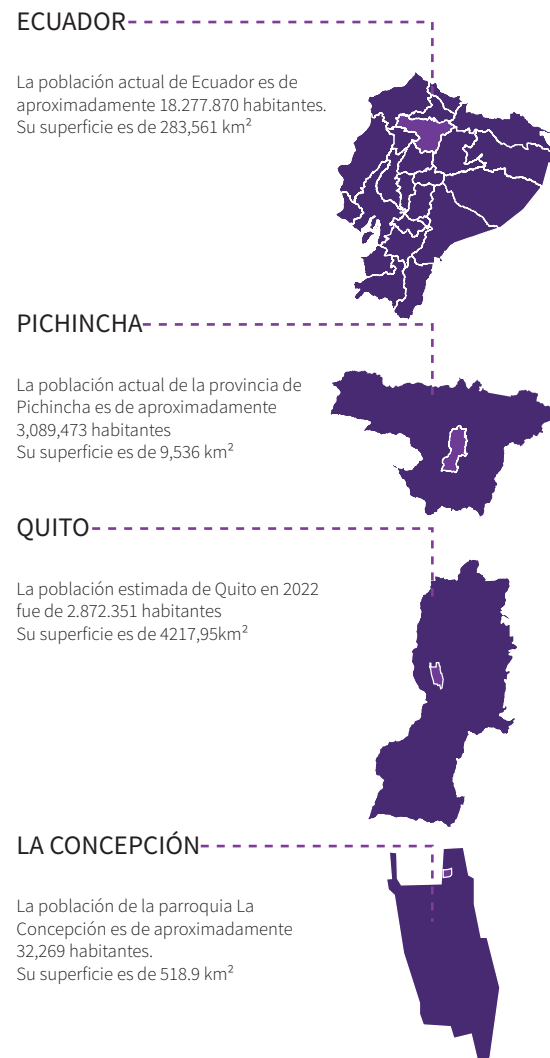 ECUADOR
La población actual de Ecuador es de
aproximadamente 18.277.870 habitantes.
Su superficie es de 283,561 km²
PICHINCHA
La población actual de la provincia de
Pichincha es de aproximadamente
3,089,473 habitantes
Su superficie es de 9,536 km²
QUITO
La población estimada de Quito en 2022
fue de 2.872.351 habitantes
Su superficie es de 4217,95km²
LA CONCEPCIÓN
La población de la parroquia La
Concepción es de aproximadamente
32,269 habitantes.
Su superficie es de 518.9 km²